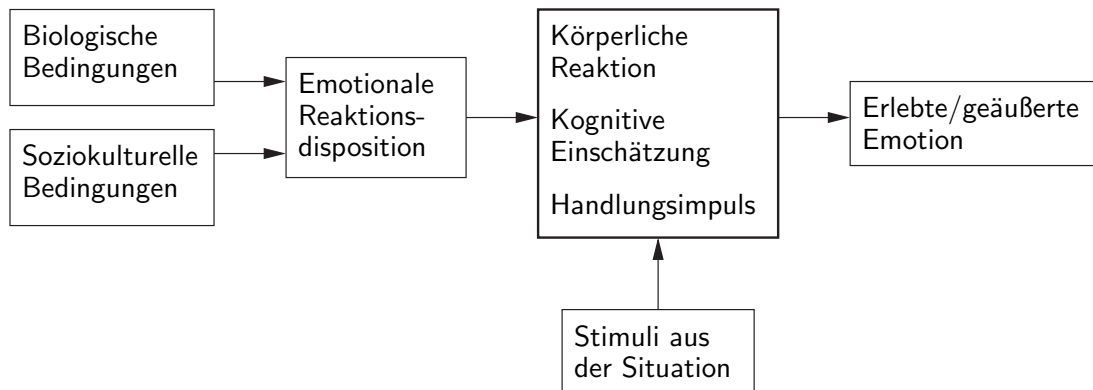 Biologische
Bedingungen
Soziokulturelle
Bedingungen
Emotionale
Reaktions-
disposition
Körperliche
Reaktion
Kognitive
Einschätzung
Handlungsimpuls
Stimuli aus
der Situation
Erlebte/geäußerte
Emotion